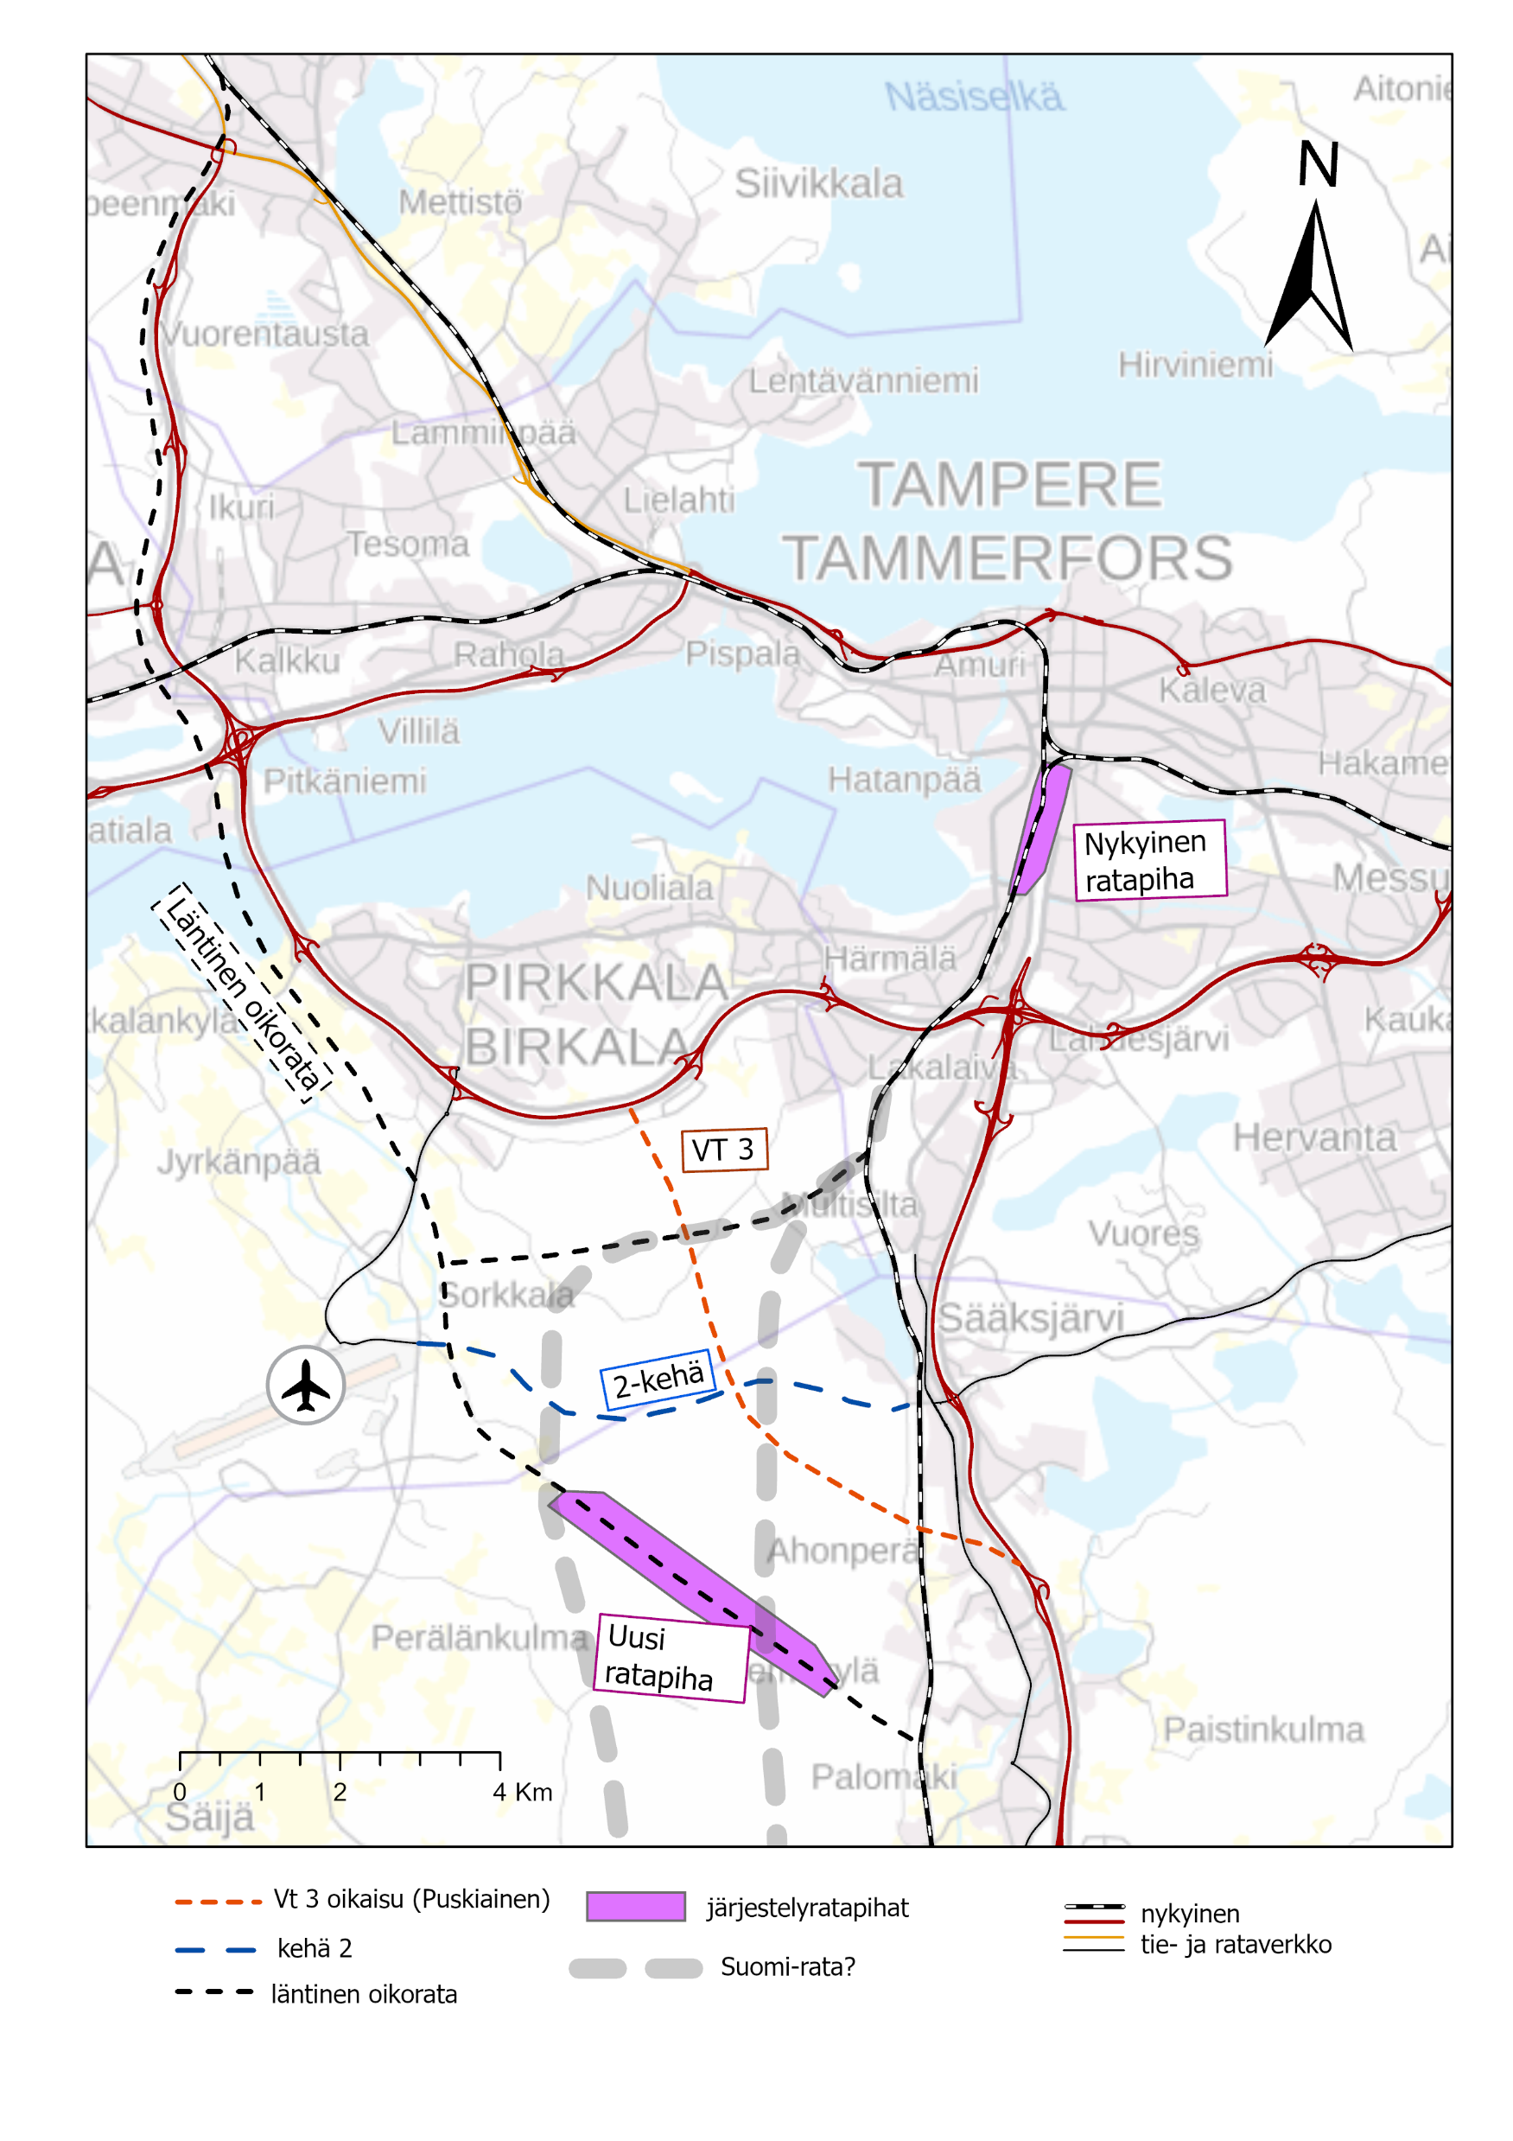 Näsiselkä
Aitonie
N
Siivikkala
Mettistö
peenmäki
Ai
Vuorentausta
Hirviniemi
Lentävänniemi
Lamminpää
TAMPERE
TAMMERFORS
Lielahti
Ikuri
Tesoma
A
Kalkku
Rahola
Pispala
Amuri
Kaleva
Villilä
Hakame
Pitkäniemi
Hatanpää
atiala
Nykyinen
ratapiha
Messu
Nuoliala
Läntinen oikorata
Härmälä
PIRKKALA
BIRKALA
kkalankylä
Kauka
Lahdesjärvi
Lakalaiva
VT 3
Hervanta
Jyrkänpää
Multisilta
Vuores
Sorkkala
Sääksjärvi
2-kehä
Ahonperä
Perälänkulma
Uusi
ratapiha
ylä
Paistinkulma
Palomäki
0 1 2 4 Km
Säijä
Vt 3 oikaisu (Puskiainen)
kehä 2
läntinen oikorata
järjestelyratapihat
Suomi-rata?
nykyinen
tie- ja rataverkko